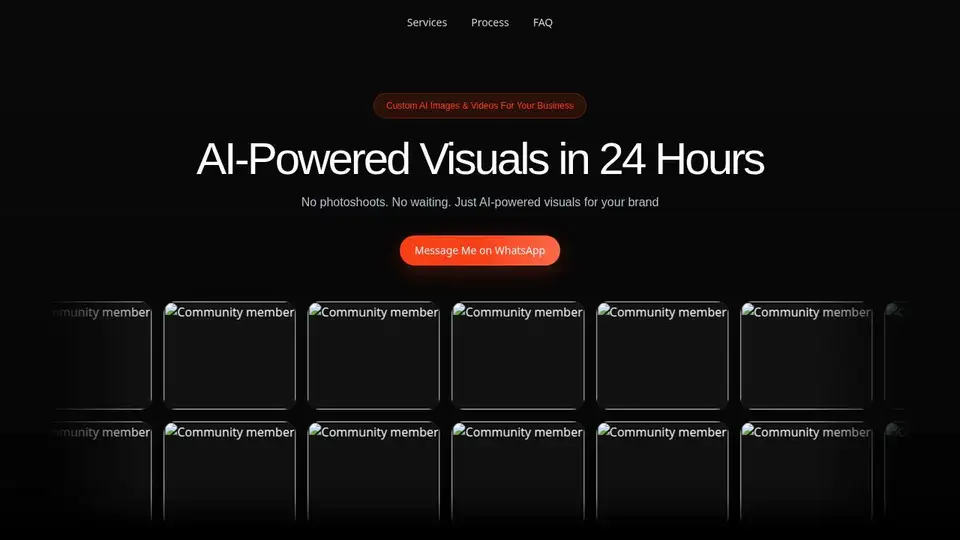 Services Process FAQ
Custom AI Images & Videos For Your Business
AI-Powered Visuals in 24 Hours
No photoshoots. No waiting. Just AI-powered visuals for your brand
Message Me on WhatsApp
member Community member Community member Community member Community member Community member
member Community member Community member Community member Community member Community member